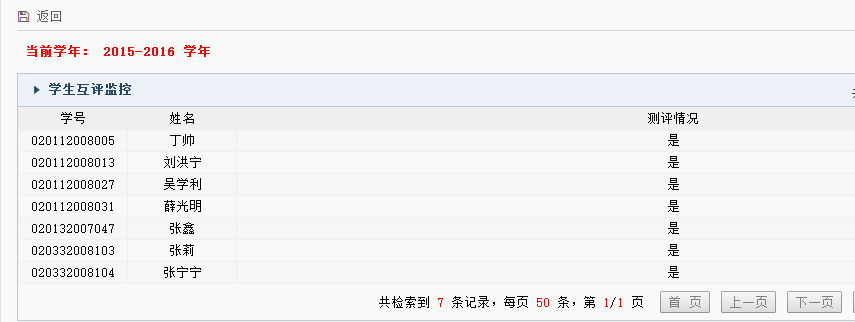 返回
当前学年： 2015-2016 学年
学生互评监控
学号 姓名 测评情况
020112008005 丁帅 是
020112008013 刘洪宁 是
020112008027 吴学利 是
020112008031 薛光明 是
020132007047 张鑫 是
020332008103 张莉 是
020332008104 张宁宁 是
共检索到 7 条记录，每页 50 条，第 1/1 页 首 页 上一页 下一页